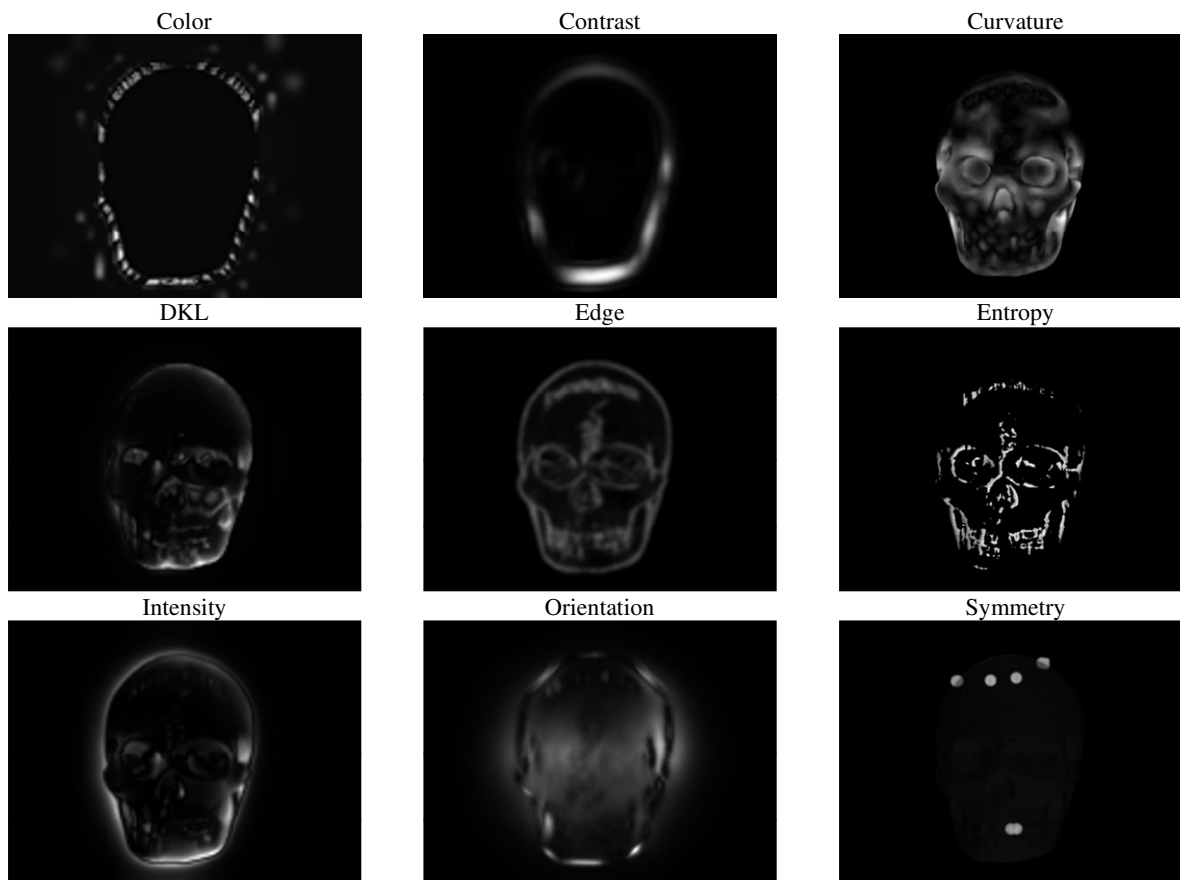 Color Contrast Curvature
DKL Edge Entropy
Intensity Orientation Symmetry